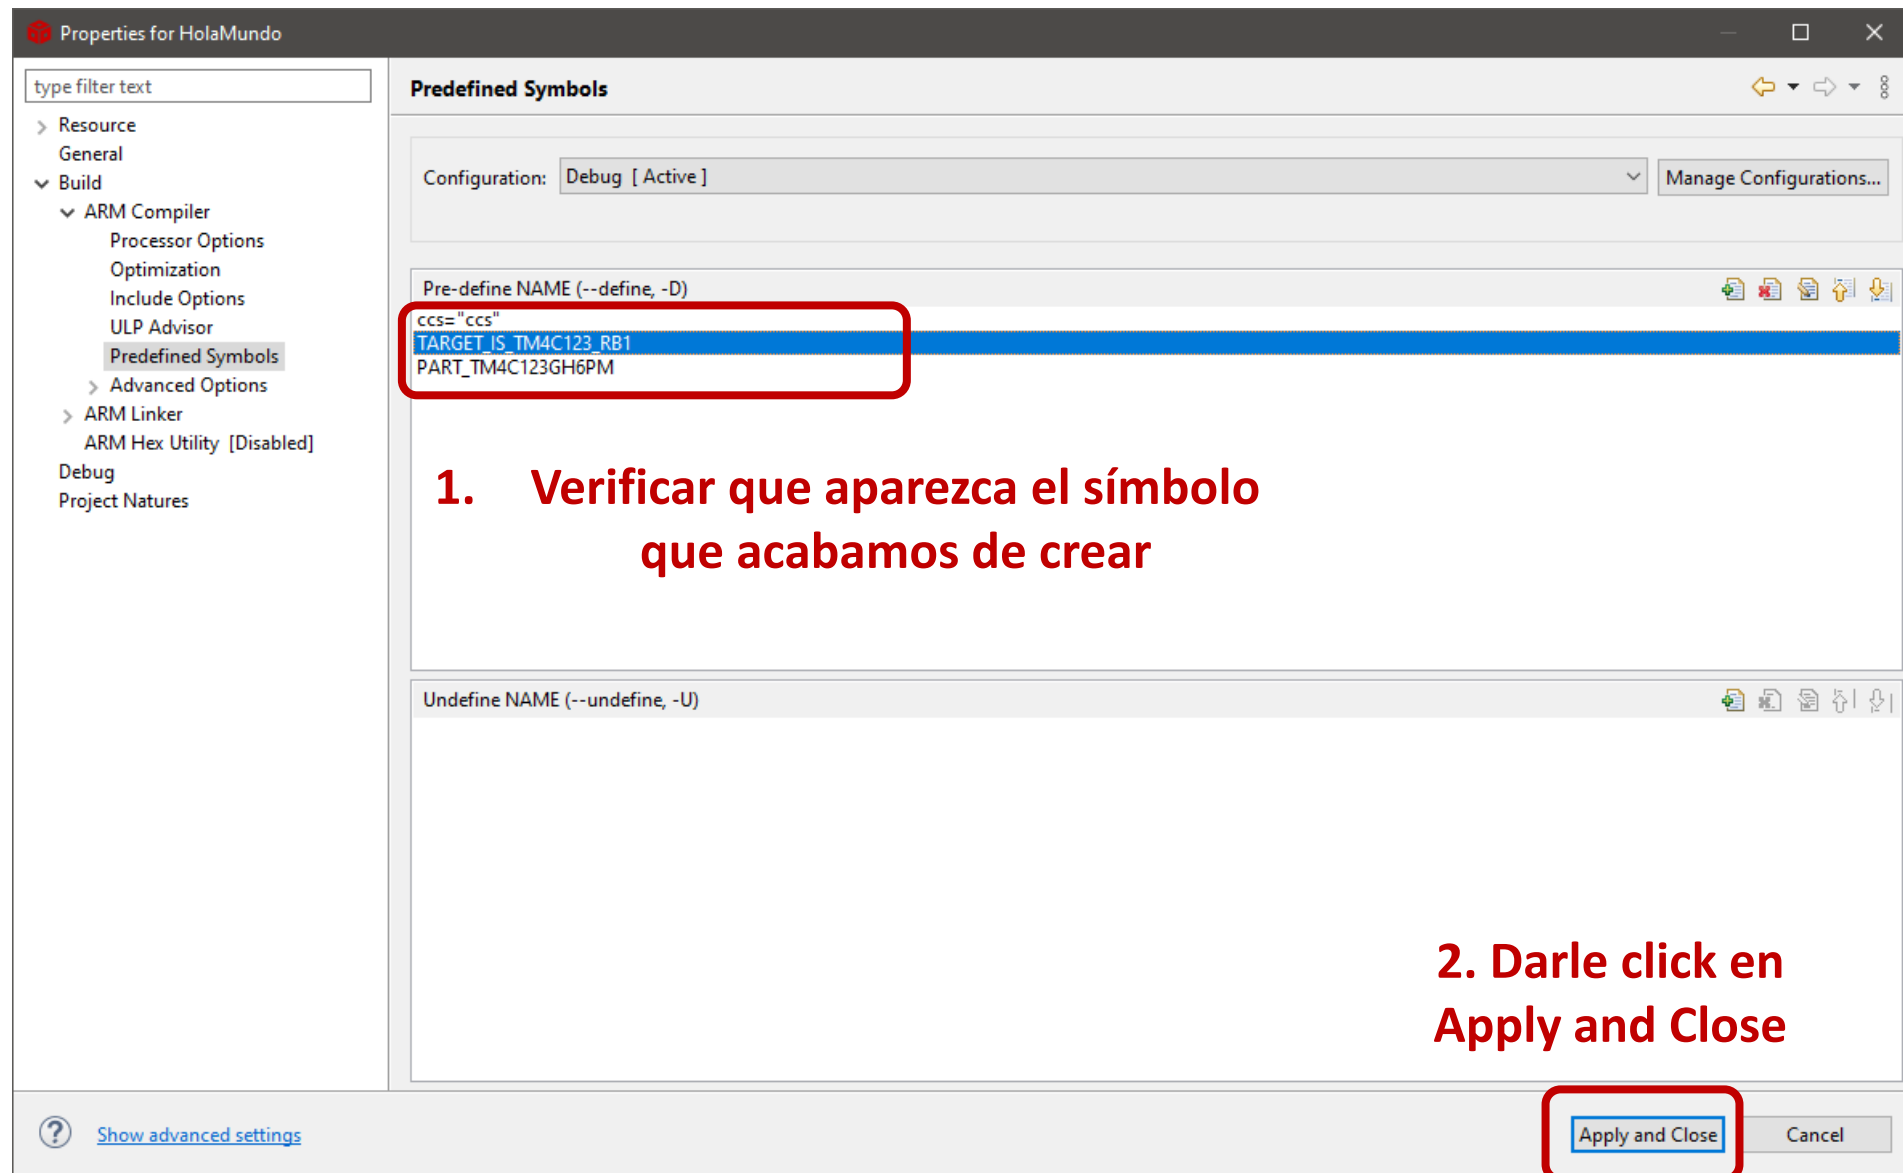 Properties for HolaMundo
type filter text
Predefined Symbols
Resource
General
Build
ARM Compiler
Processor Options
Optimization
Include Options
ULP Advisor
Predefined Symbols
Advanced Options
ARM Linker
ARM Hex Utility [Disabled]
Debug
Project Natures
Configuration: Debug [ Active ]
Manage Configurations...
Pre-define NAME (--define, -D)
ccs="ccs"
TARGET_IS_TM4C123_RB1
PART_TM4C123GH6PM
1. Verificar que aparezca el símbolo
que acabamos de crear
Undefine NAME (--undefine, -U)
2. Darle click en
Apply and Close
Show advanced settings
Apply and Close
Cancel